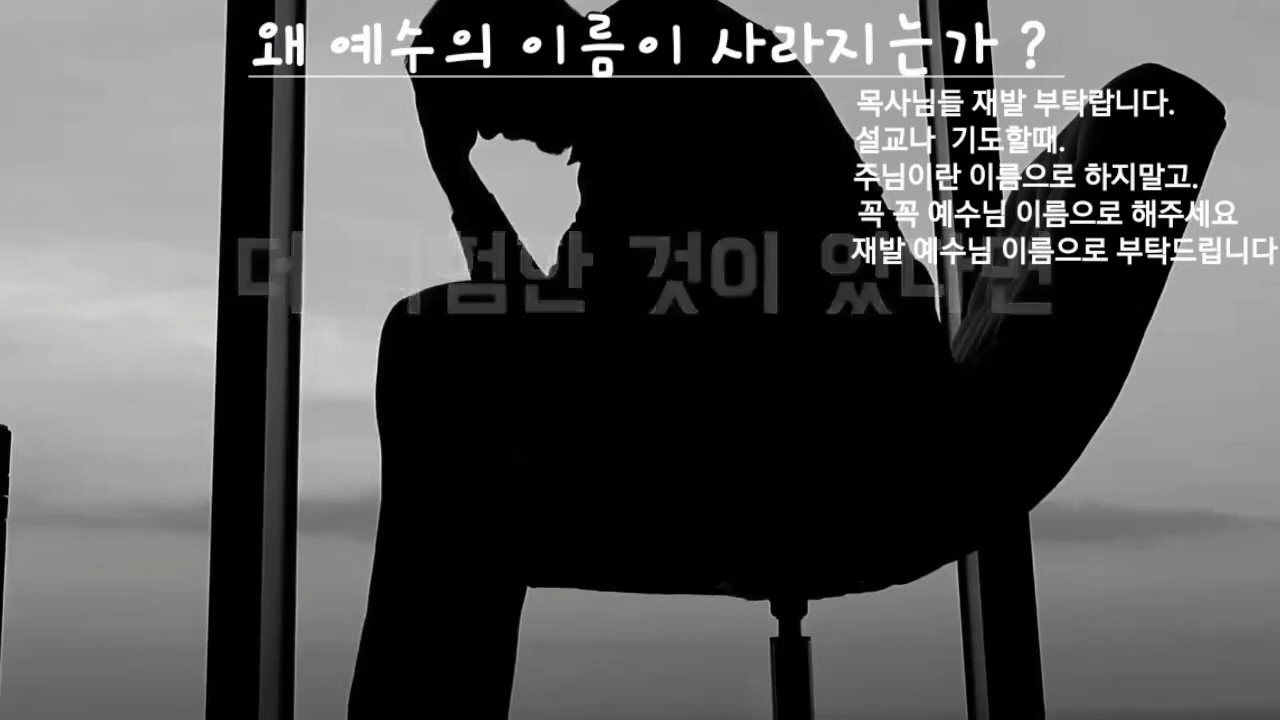 왜 예수의 이름이 사라지는가 ?
목사님들 재발 부탁랍니다.
설교나 기도할때.
주님이란 이름으로 하지말고.
꼭 꼭 예수님 이름으로 해주세요
재발 예수님 이름으로 부탁드립니다
것이